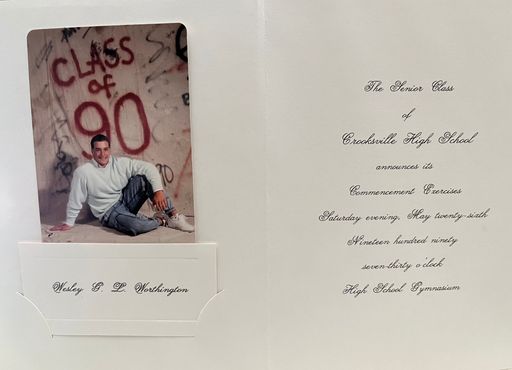 CLASS
of
90
Wesley G. L. Worthington
The Senior Class
of
Crooksville High School
announces its
Commencement Exercises
Saturday evening, May twenty-sixth
Nineteen hundred ninety
seven-thirty o'clock
High School Gymnasium